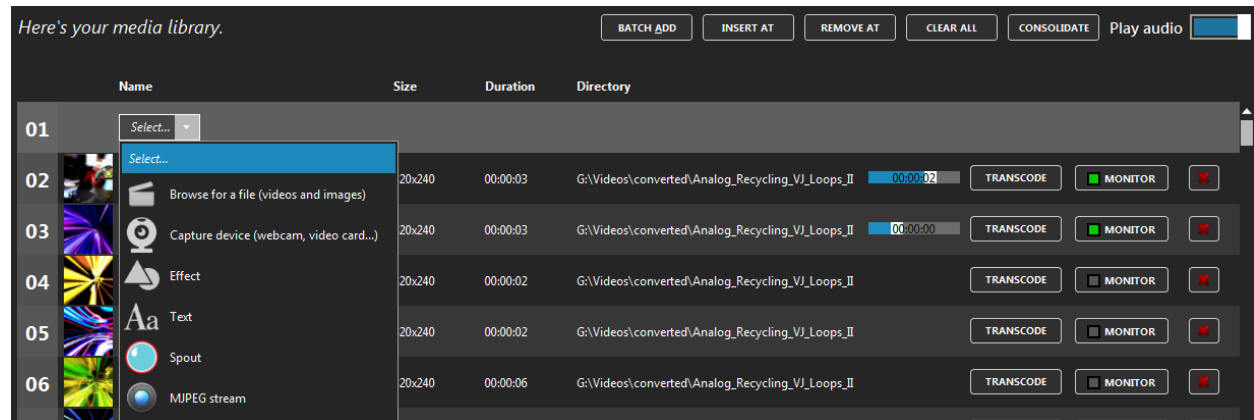 Here's your media library.
BATCH ADD INSERT AT REMOVE AT CLEAR ALL CONSOLIDATE Play audio
Name Size Duration Directory
01 Select...
Select...
02 20x240 00:00:03 G:\Videos\converted\Analog_Recycling_VJ_Loops_II 00:00:02 TRANSCODE MONITOR
Browse for a file (videos and images)
03 Capture device (webcam, video card...) 20x240 00:00:03 G:\Videos\converted\Analog_Recycling_VJ_Loops_II 00:00:00 TRANSCODE MONITOR
04 Effect 20x240 00:00:02 G:\Videos\converted\Analog_Recycling_VJ_Loops_II TRANSCODE MONITOR
Aa Text
05 20x240 00:00:02 G:\Videos\converted\Analog_Recycling_VJ_Loops_II TRANSCODE MONITOR
Spout
06 20x240 00:00:06 G:\Videos\converted\Analog_Recycling_VJ_Loops_II TRANSCODE MONITOR
MJPEG stream